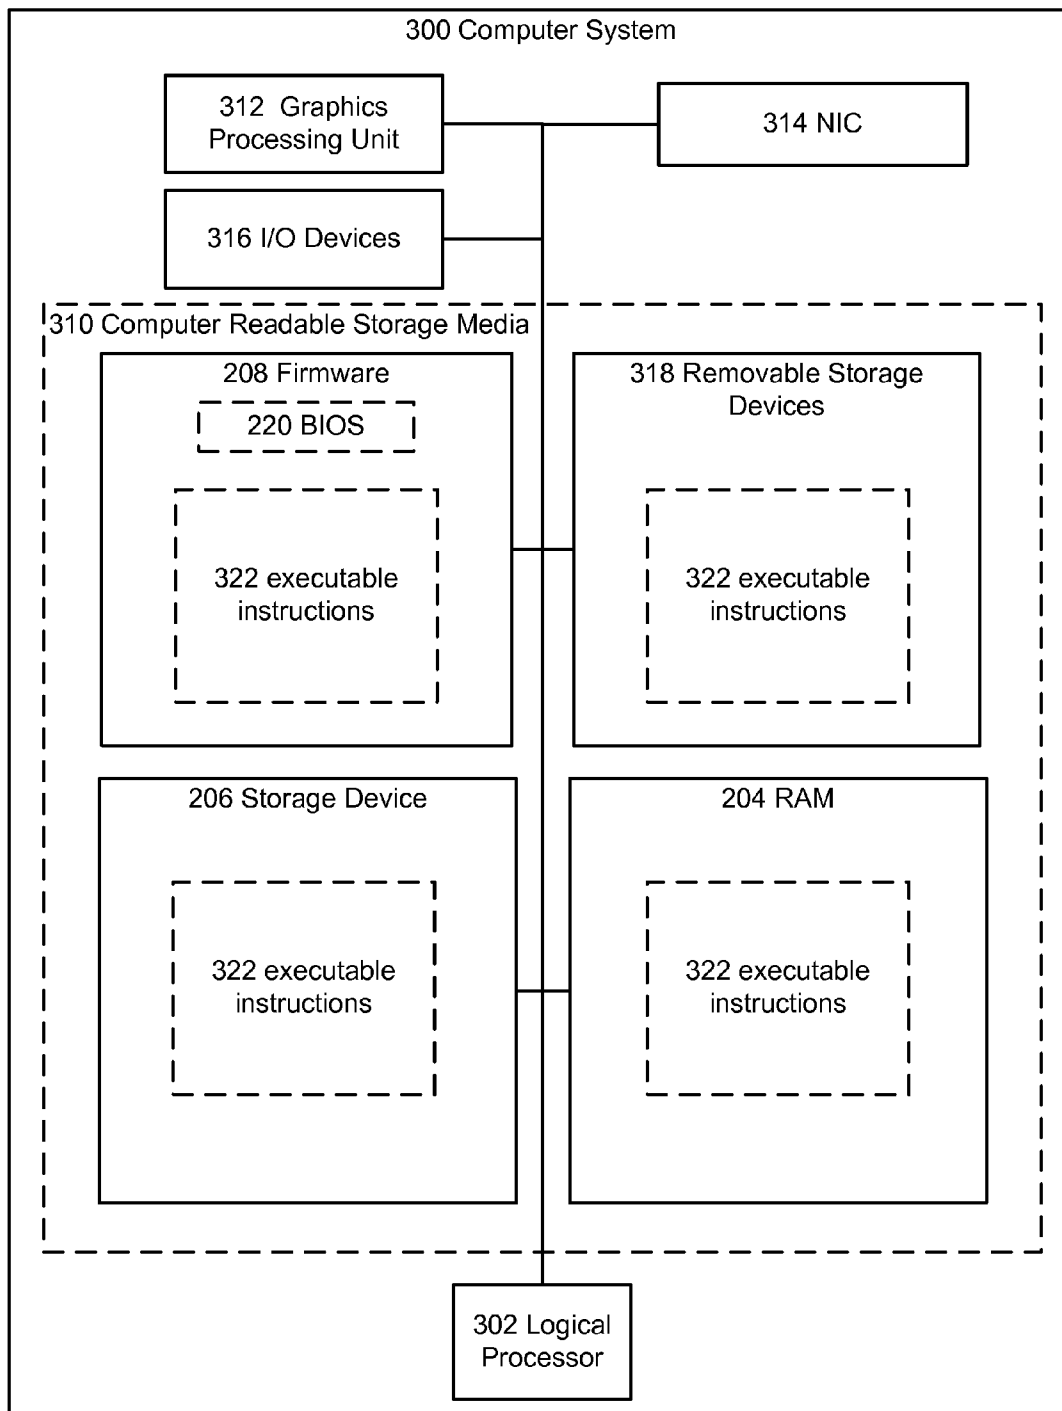 300 Computer System
312 Graphics
Processing Unit
314 NIC
316 I/O Devices
310 Computer Readable Storage Media
208 Firmware
220 BIOS
322 executable
instructions
318 Removable Storage
Devices
322 executable
instructions
206 Storage Device
322 executable
instructions
204 RAM
322 executable
instructions
302 Logical
Processor